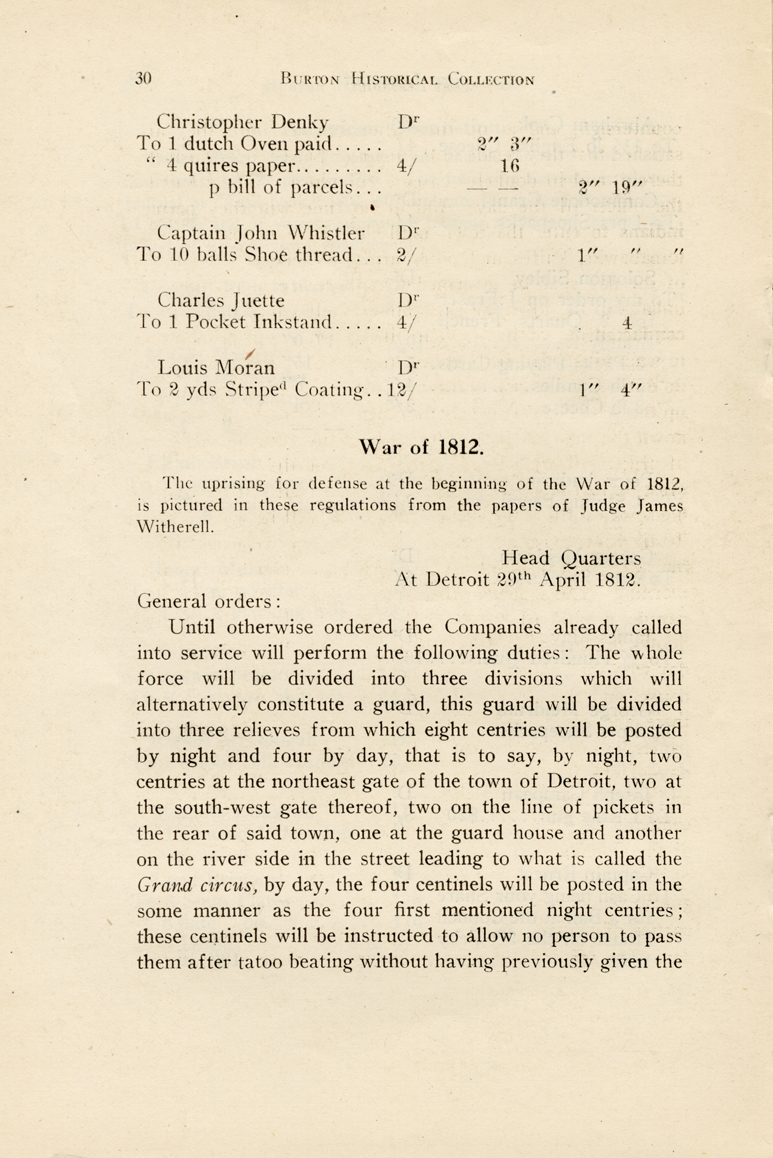 30 BURTON HISTORICAL COLLECTION
Christopher Denky Dʳ
To 1 dutch Oven paid..... 2″ 3″
“ 4 quires paper......... 4/ 16
p bill of parcels... — — 2″ 19″
Captain John Whistler Dʳ
To 10 balls Shoe thread... 2/ 1″ ″ ″
Charles Juette Dʳ
To 1 Pocket Inkstand..... 4/ 4
Louis Moran Dʳ
To 2 yds Stripeᵈ Coating.. 12/ 1″ 4″
War of 1812.
The uprising for defense at the beginning of the War of 1812,
is pictured in these regulations from the papers of Judge James
Witherell.
Head Quarters
At Detroit 29ᵗʰ April 1812.
General orders:
Until otherwise ordered the Companies already called
into service will perform the following duties: The whole
force will be divided into three divisions which will
alternatively constitute a guard, this guard will be divided
into three relieves from which eight centries will be posted
by night and four by day, that is to say, by night, two
centries at the northeast gate of the town of Detroit, two at
the south-west gate thereof, two on the line of pickets in
the rear of said town, one at the guard house and another
on the river side in the street leading to what is called the
Grand circus, by day, the four centinels will be posted in the
some manner as the four first mentioned night centries;
these centinels will be instructed to allow no person to pass
them after tatoo beating without having previously given the